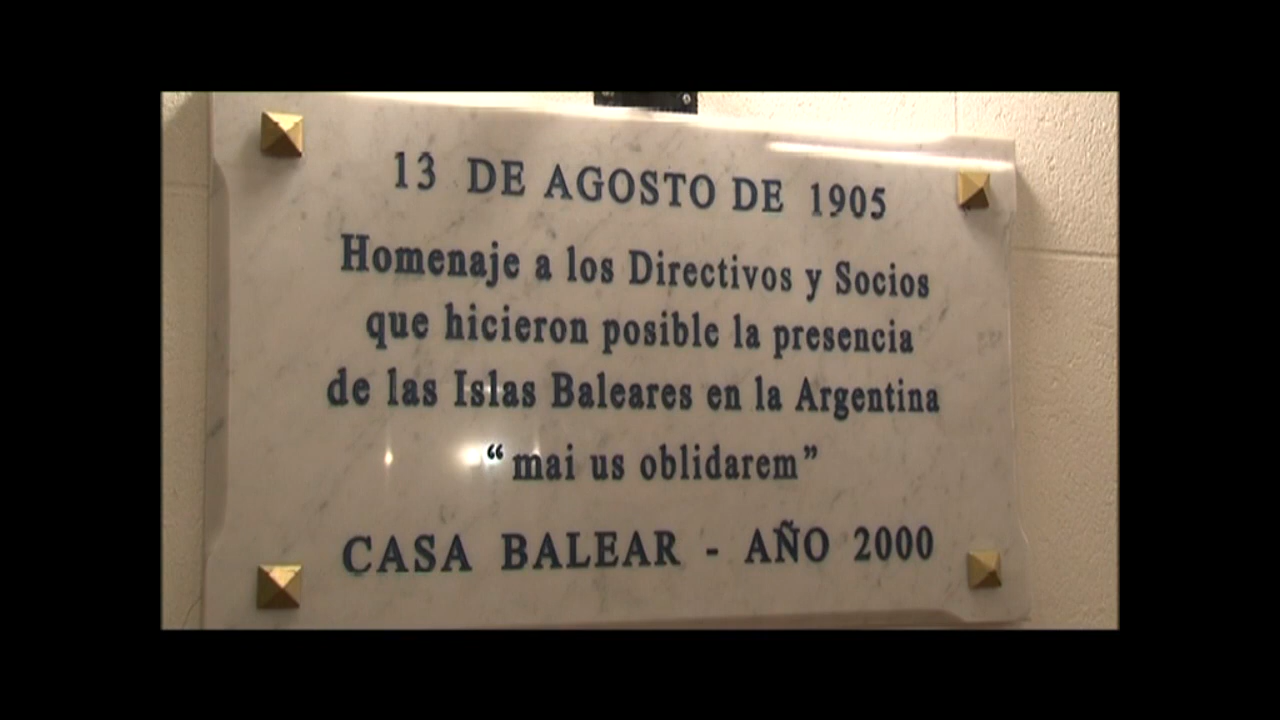 13 DE AGOSTO DE 1905
Homenaje a los Directivos y Socios
que hicieron posible la presencia
de las Islas Baleares en la Argentina
“mai us oblidarem”
CASA BALEAR - AÑO 2000